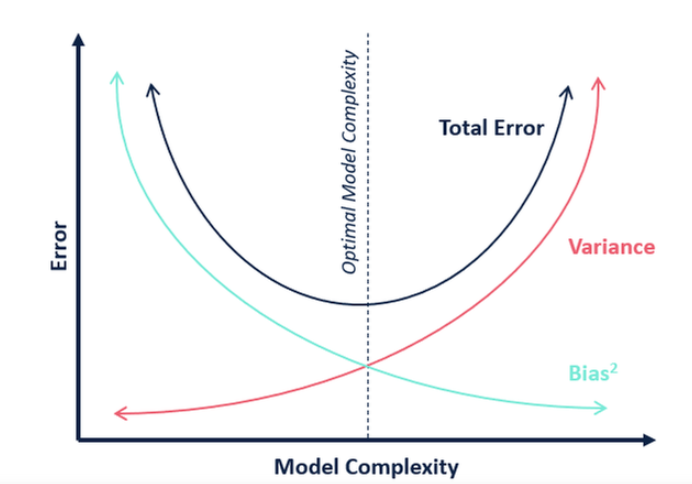 Optimal Model Complexity
Total Error
Error
Variance
Bias²
Model Complexity